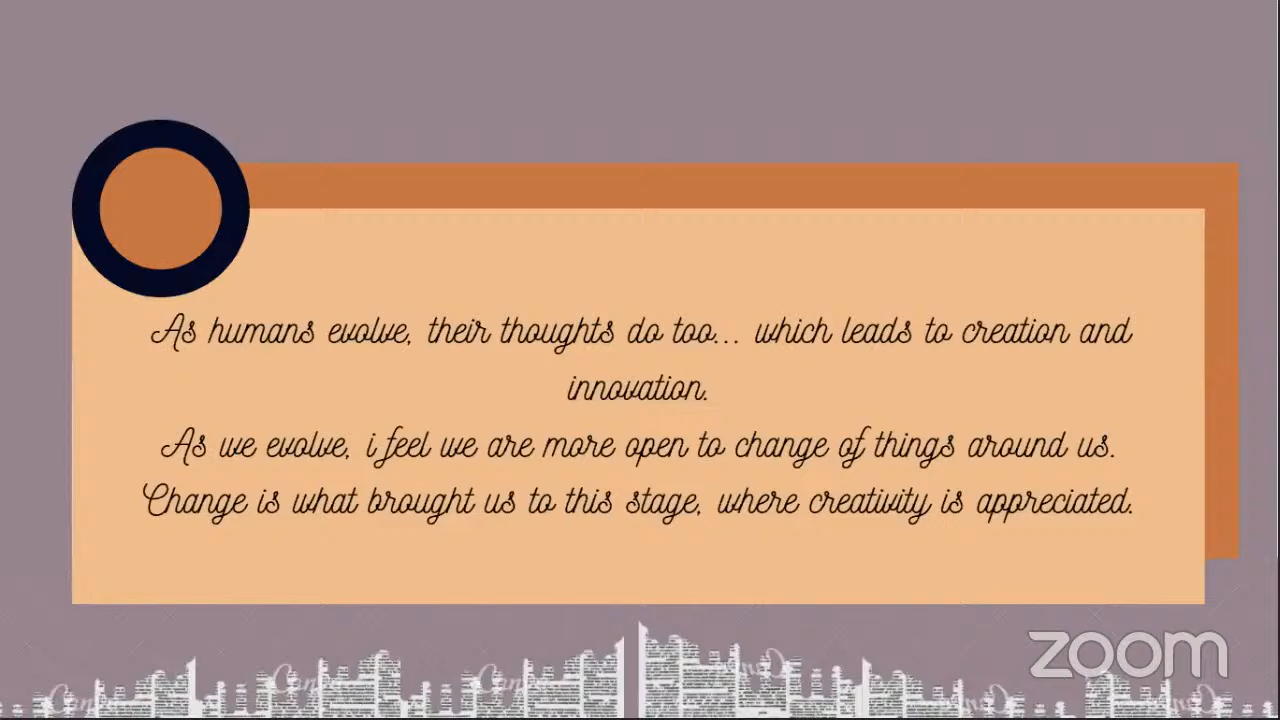 As humans evolve, their thoughts do too... which leads to creation and
innovation.
As we evolve, i feel we are more open to change of things around us.
Change is what brought us to this stage, where creativity is appreciated.
zoom